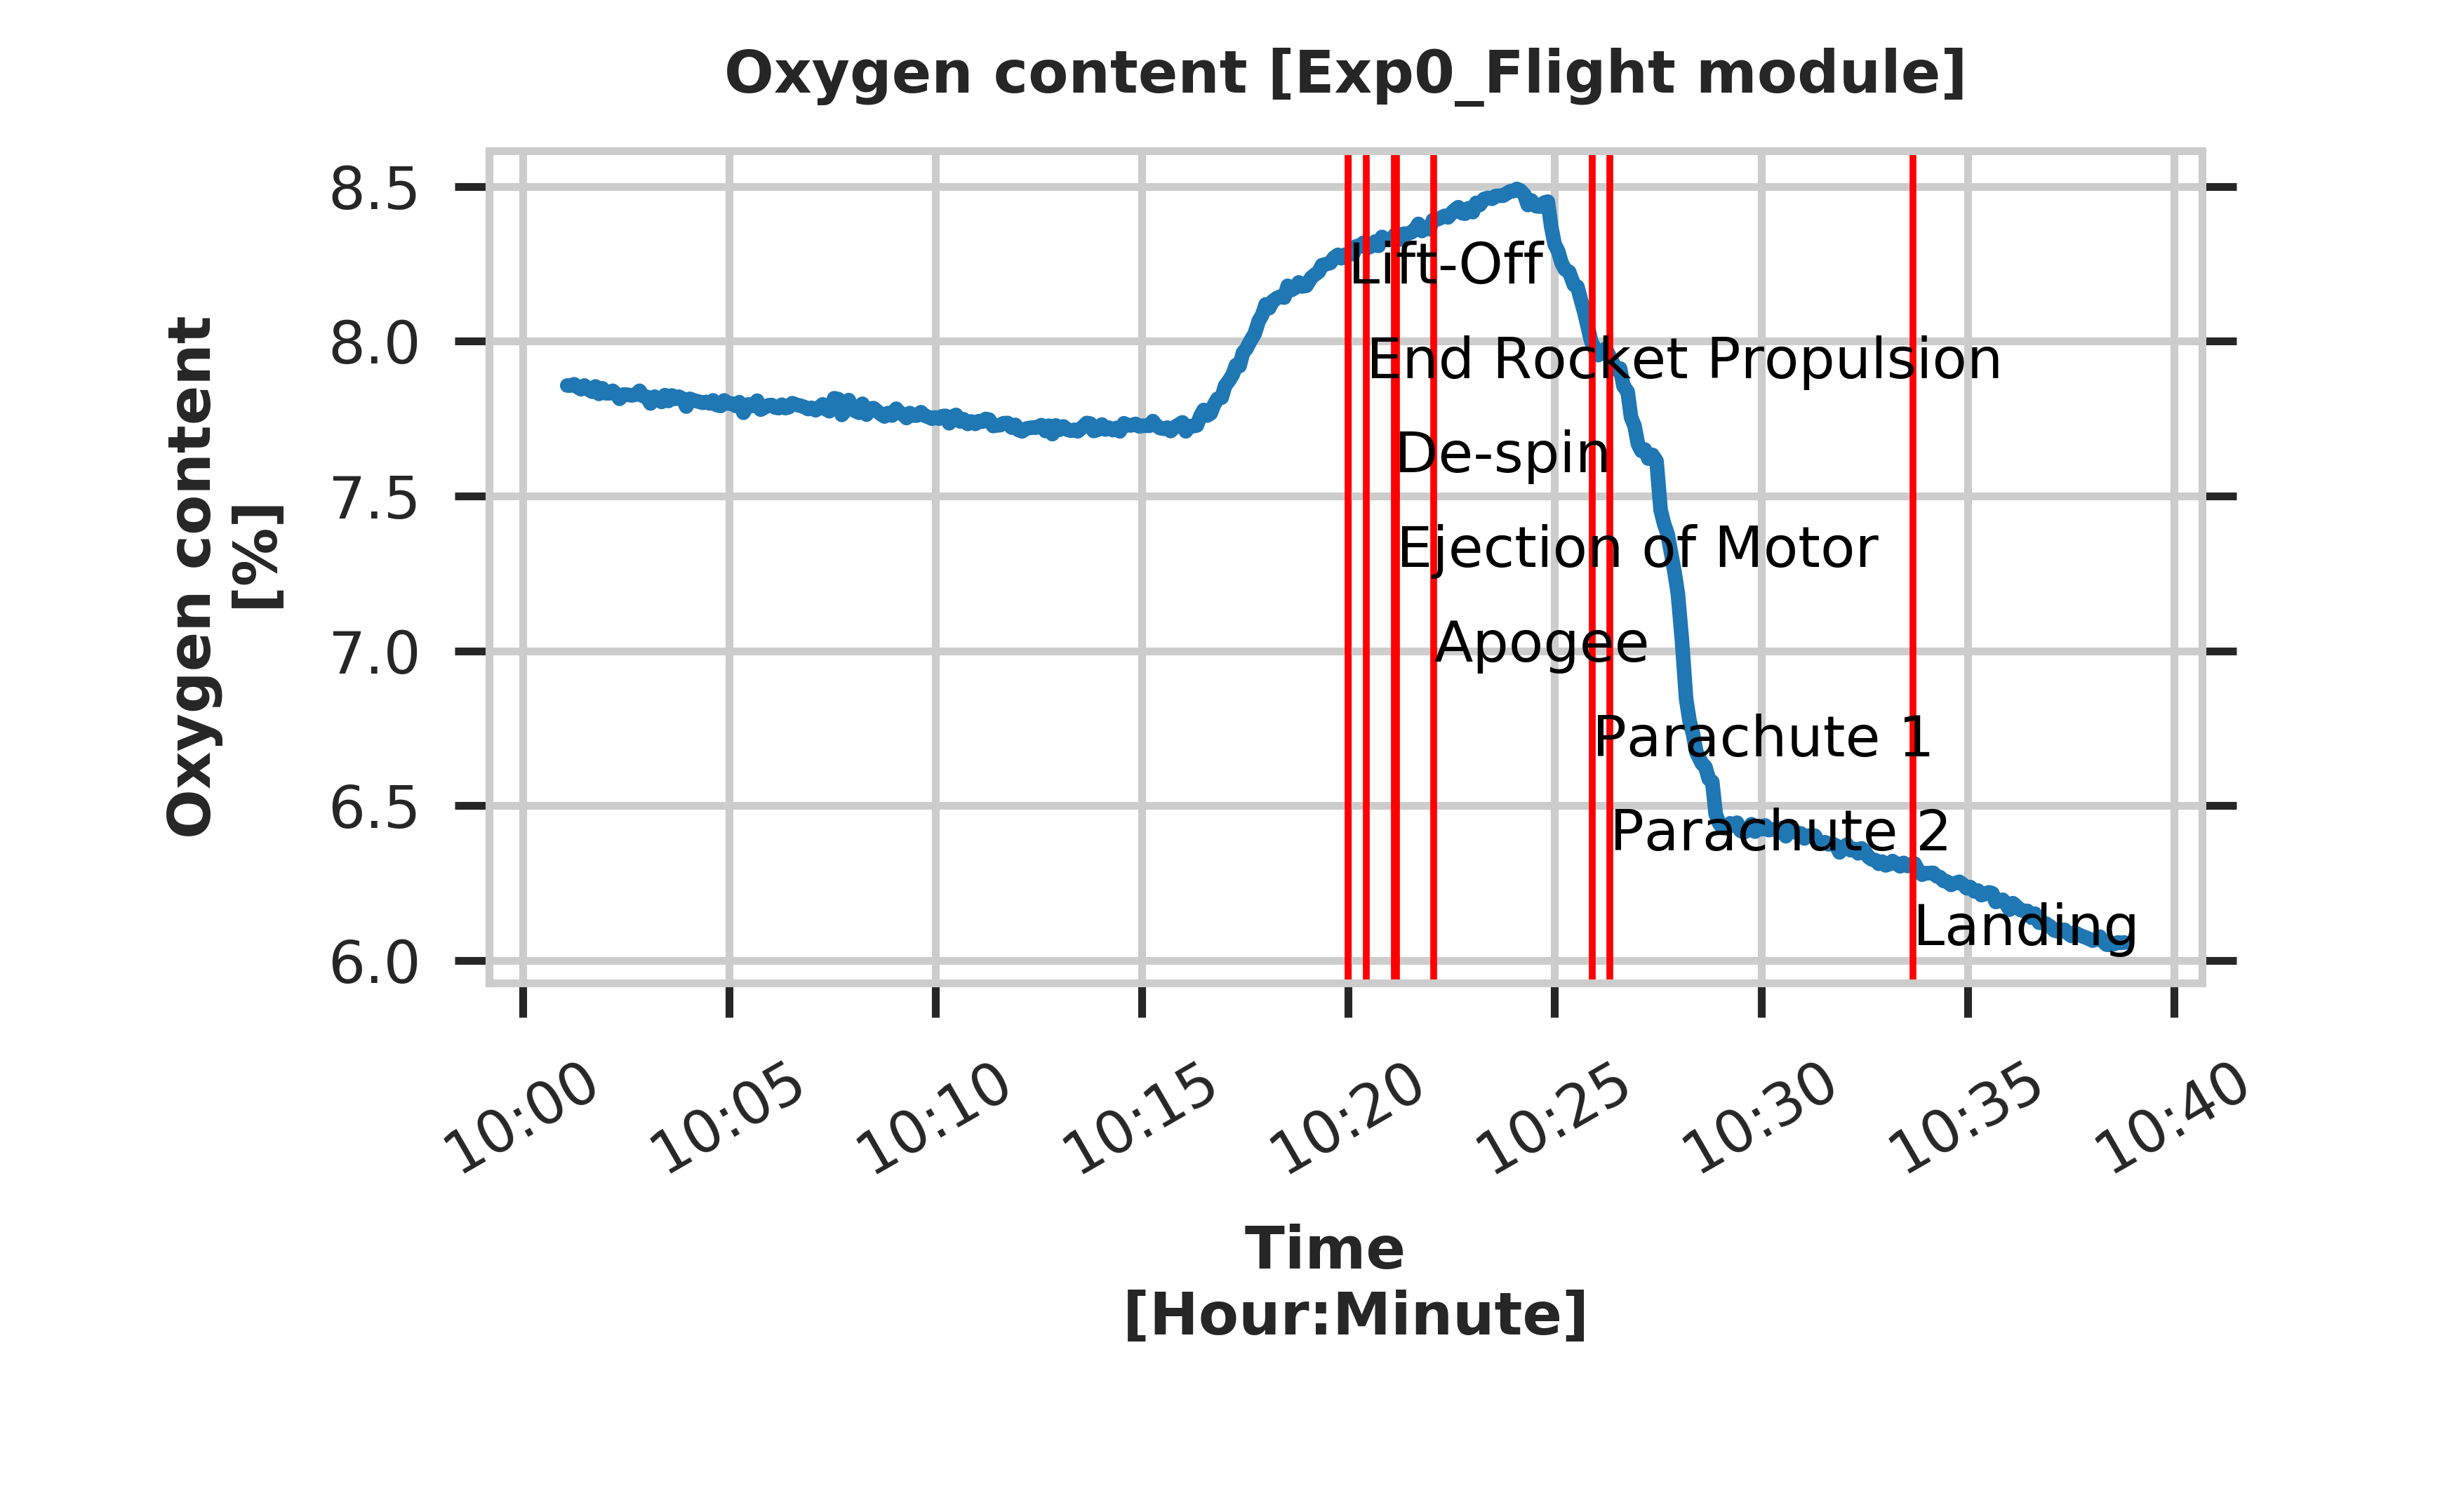 Oxygen content [Exp0_Flight module]
Oxygen content
[%]
8.5
8.0
7.5
7.0
6.5
6.0
Lift-Off
End Rocket Propulsion
De-spin
Ejection of Motor
Apogee
Parachute 1
Parachute 2
Landing
10:00
10:05
10:10
10:15
10:20
10:25
10:30
10:35
10:40
Time
[Hour:Minute]